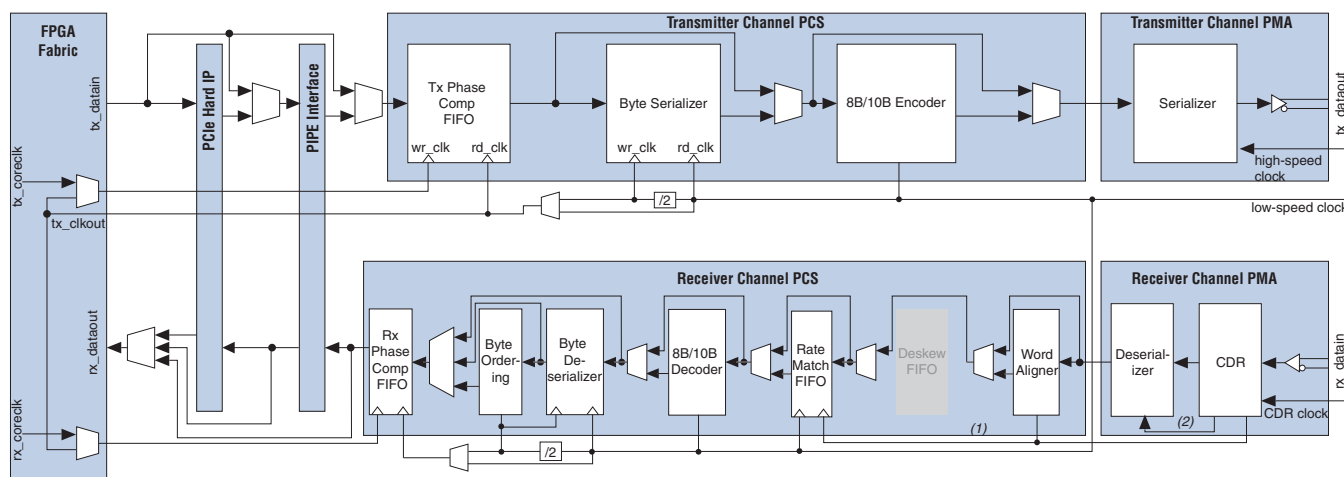 FPGA
Fabric
Transmitter Channel PCS
Transmitter Channel PMA
tx_datain
PCIe Hard IP
PIPE Interface
Tx Phase
Comp
FIFO
wr_clk
rd_clk
Byte Serializer
wr_clk
rd_clk
8B/10B Encoder
Serializer
tx_dataout
high-speed
clock
tx_coreclk
tx_clkout
/2
low-speed clock
Receiver Channel PCS
Receiver Channel PMA
rx_dataout
Rx
Phase
Comp
FIFO
Byte
Order-
ing
Byte
De-
serializer
8B/10B
Decoder
Rate
Match
FIFO
Deskew
FIFO
Word
Aligner
Deserial-
izer
CDR
rx_datain
CDR clock
(1)
(2)
rx_coreclk
/2